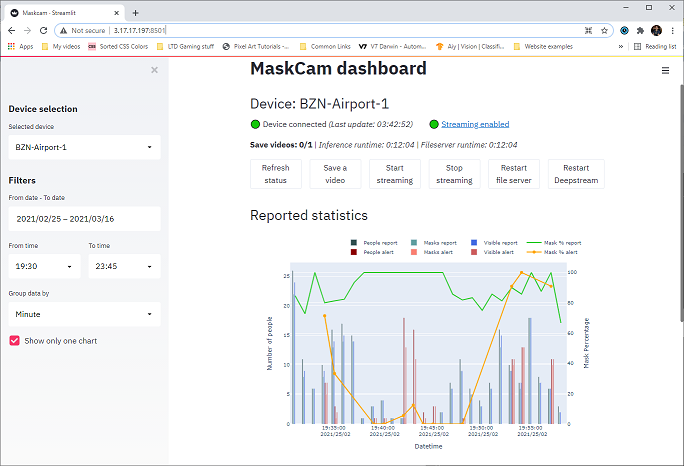 Maskcam · Streamlit
Not secure | 3.17.17.197:8501
Apps My videos Sorted CSS Colors LTD Gaming stuff Pixel Art Tutorials -... Common Links V7 Darwin - Autom... Aiy | Vision | Classifi... Website examples » Reading list
MaskCam dashboard
Device selection
Selected device
BZN-Airport-1
Filters
From date - To date
2021/02/25 – 2021/03/16
From time To time
19:30 23:45
Group data by
Minute
Show only one chart
Device: BZN-Airport-1
Device connected (Last update: 03:42:52) Streaming enabled
Save videos: 0/1 | Inference runtime: 0:12:04 | Fileserver runtime: 0:12:04
Refresh status
Save a video
Start streaming
Stop streaming
Restart file server
Restart Deepstream
Reported statistics
People report Masks report Visible report Mask % report
People alert Masks alert Visible alert Mask % alert
Number of people
25
20
15
10
5
0
100
80
60
40
20
0
Mask Percentage
19:35:00 19:40:00 19:45:00 19:50:00 19:55:00
2021/25/02 2021/25/02 2021/25/02 2021/25/02 2021/25/02
Datetime